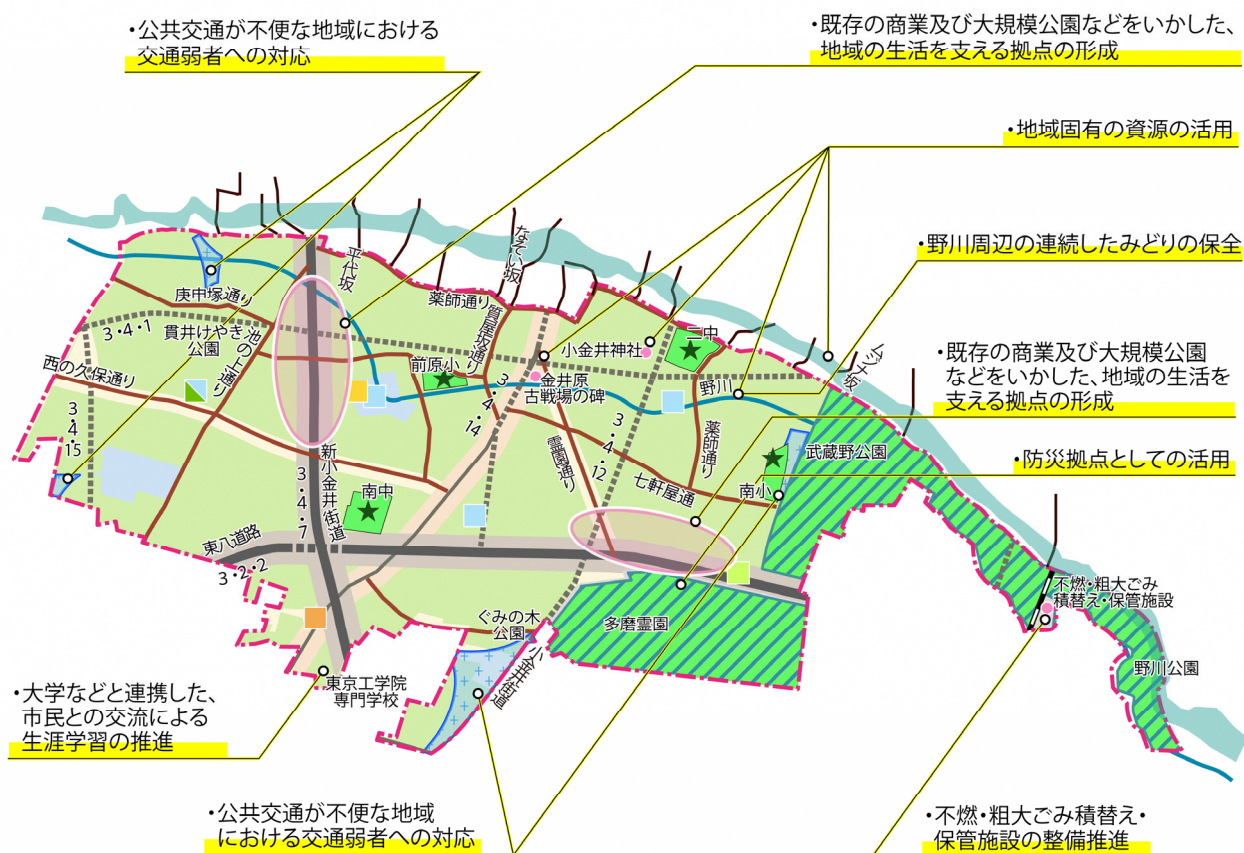 ・公共交通が不便な地域における
交通弱者への対応
・既存の商業及び大規模公園などをいかした、
地域の生活を支える拠点の形成
・地域固有の資源の活用
・野川周辺の連続したみどりの保全
・既存の商業及び大規模公園
などをいかした、地域の生活を
支える拠点の形成
・防災拠点としての活用
平代坂
なそい坂
薬師通り
質屋坂通り
庚申塚通り
3・4・1
貫井けやき
公園
池の上通り
西の久保通り
3・4・15
前原小
3・4・14
小金井神社
二中
金井原
古戦場の碑
野川
ムジナ坂
3・4・12
霊園通り
薬師通り
七軒屋通
南小
武蔵野公園
新小金井街道
3・4・7
南中
東八道路
3・2・2
ぐみの木
公園
小金井街道
多磨霊園
不燃・粗大ごみ
積替え・保管施設
野川公園
東京工学院
専門学校
・大学などと連携した、
市民との交流による
生涯学習の推進
・公共交通が不便な地域
における交通弱者への対応
・不燃・粗大ごみ積替え・
保管施設の整備推進